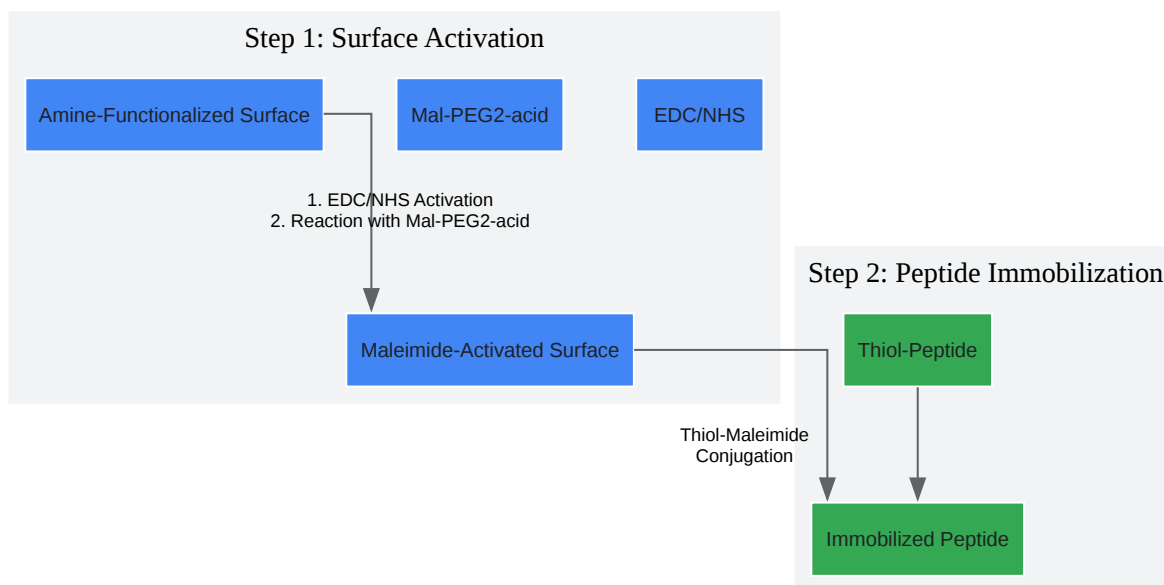 Step 1: Surface Activation
Amine-Functionalized Surface
Mal-PEG2-acid
EDC/NHS
1. EDC/NHS Activation
2. Reaction with Mal-PEG2-acid
Step 2: Peptide Immobilization
Maleimide-Activated Surface
Thiol-Peptide
Thiol-Maleimide
Conjugation
Immobilized Peptide